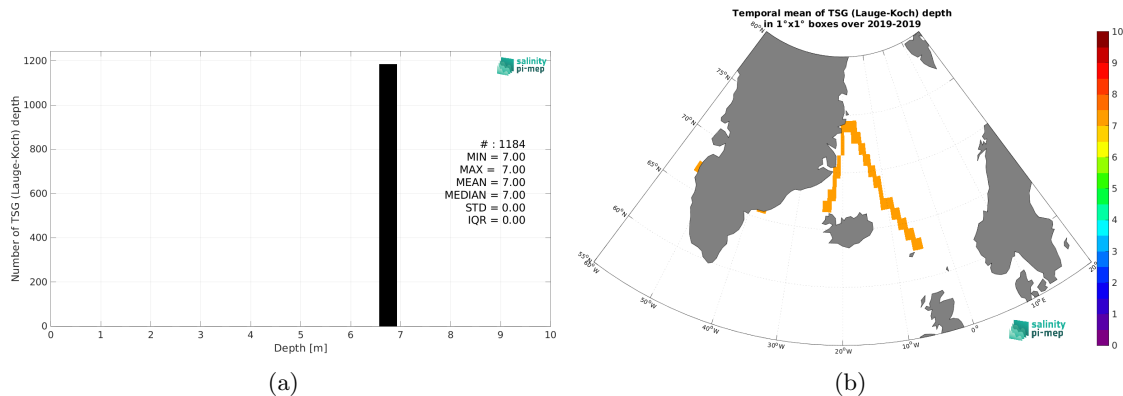 1200
1000
800
600
400
200
0
Number of TSG (Lauge-Koch) depth
salinity
pi-mep
# : 1184
MIN = 7.00
MAX = 7.00
MEAN = 7.00
MEDIAN = 7.00
STD = 0.00
IQR = 0.00
0 1 2 3 4 5 6 7 8 9 10
Depth [m]
(a)
Temporal mean of TSG (Lauge-Koch) depth
in 1°x1° boxes over 2019-2019
80°N
75°N
70°N
65°N
60°N
55°N
60°W
50°W
40°W
30°W
20°W
10°W
0°
10°E
salinity
pi-mep
10
9
8
7
6
5
4
3
2
1
0
(b)